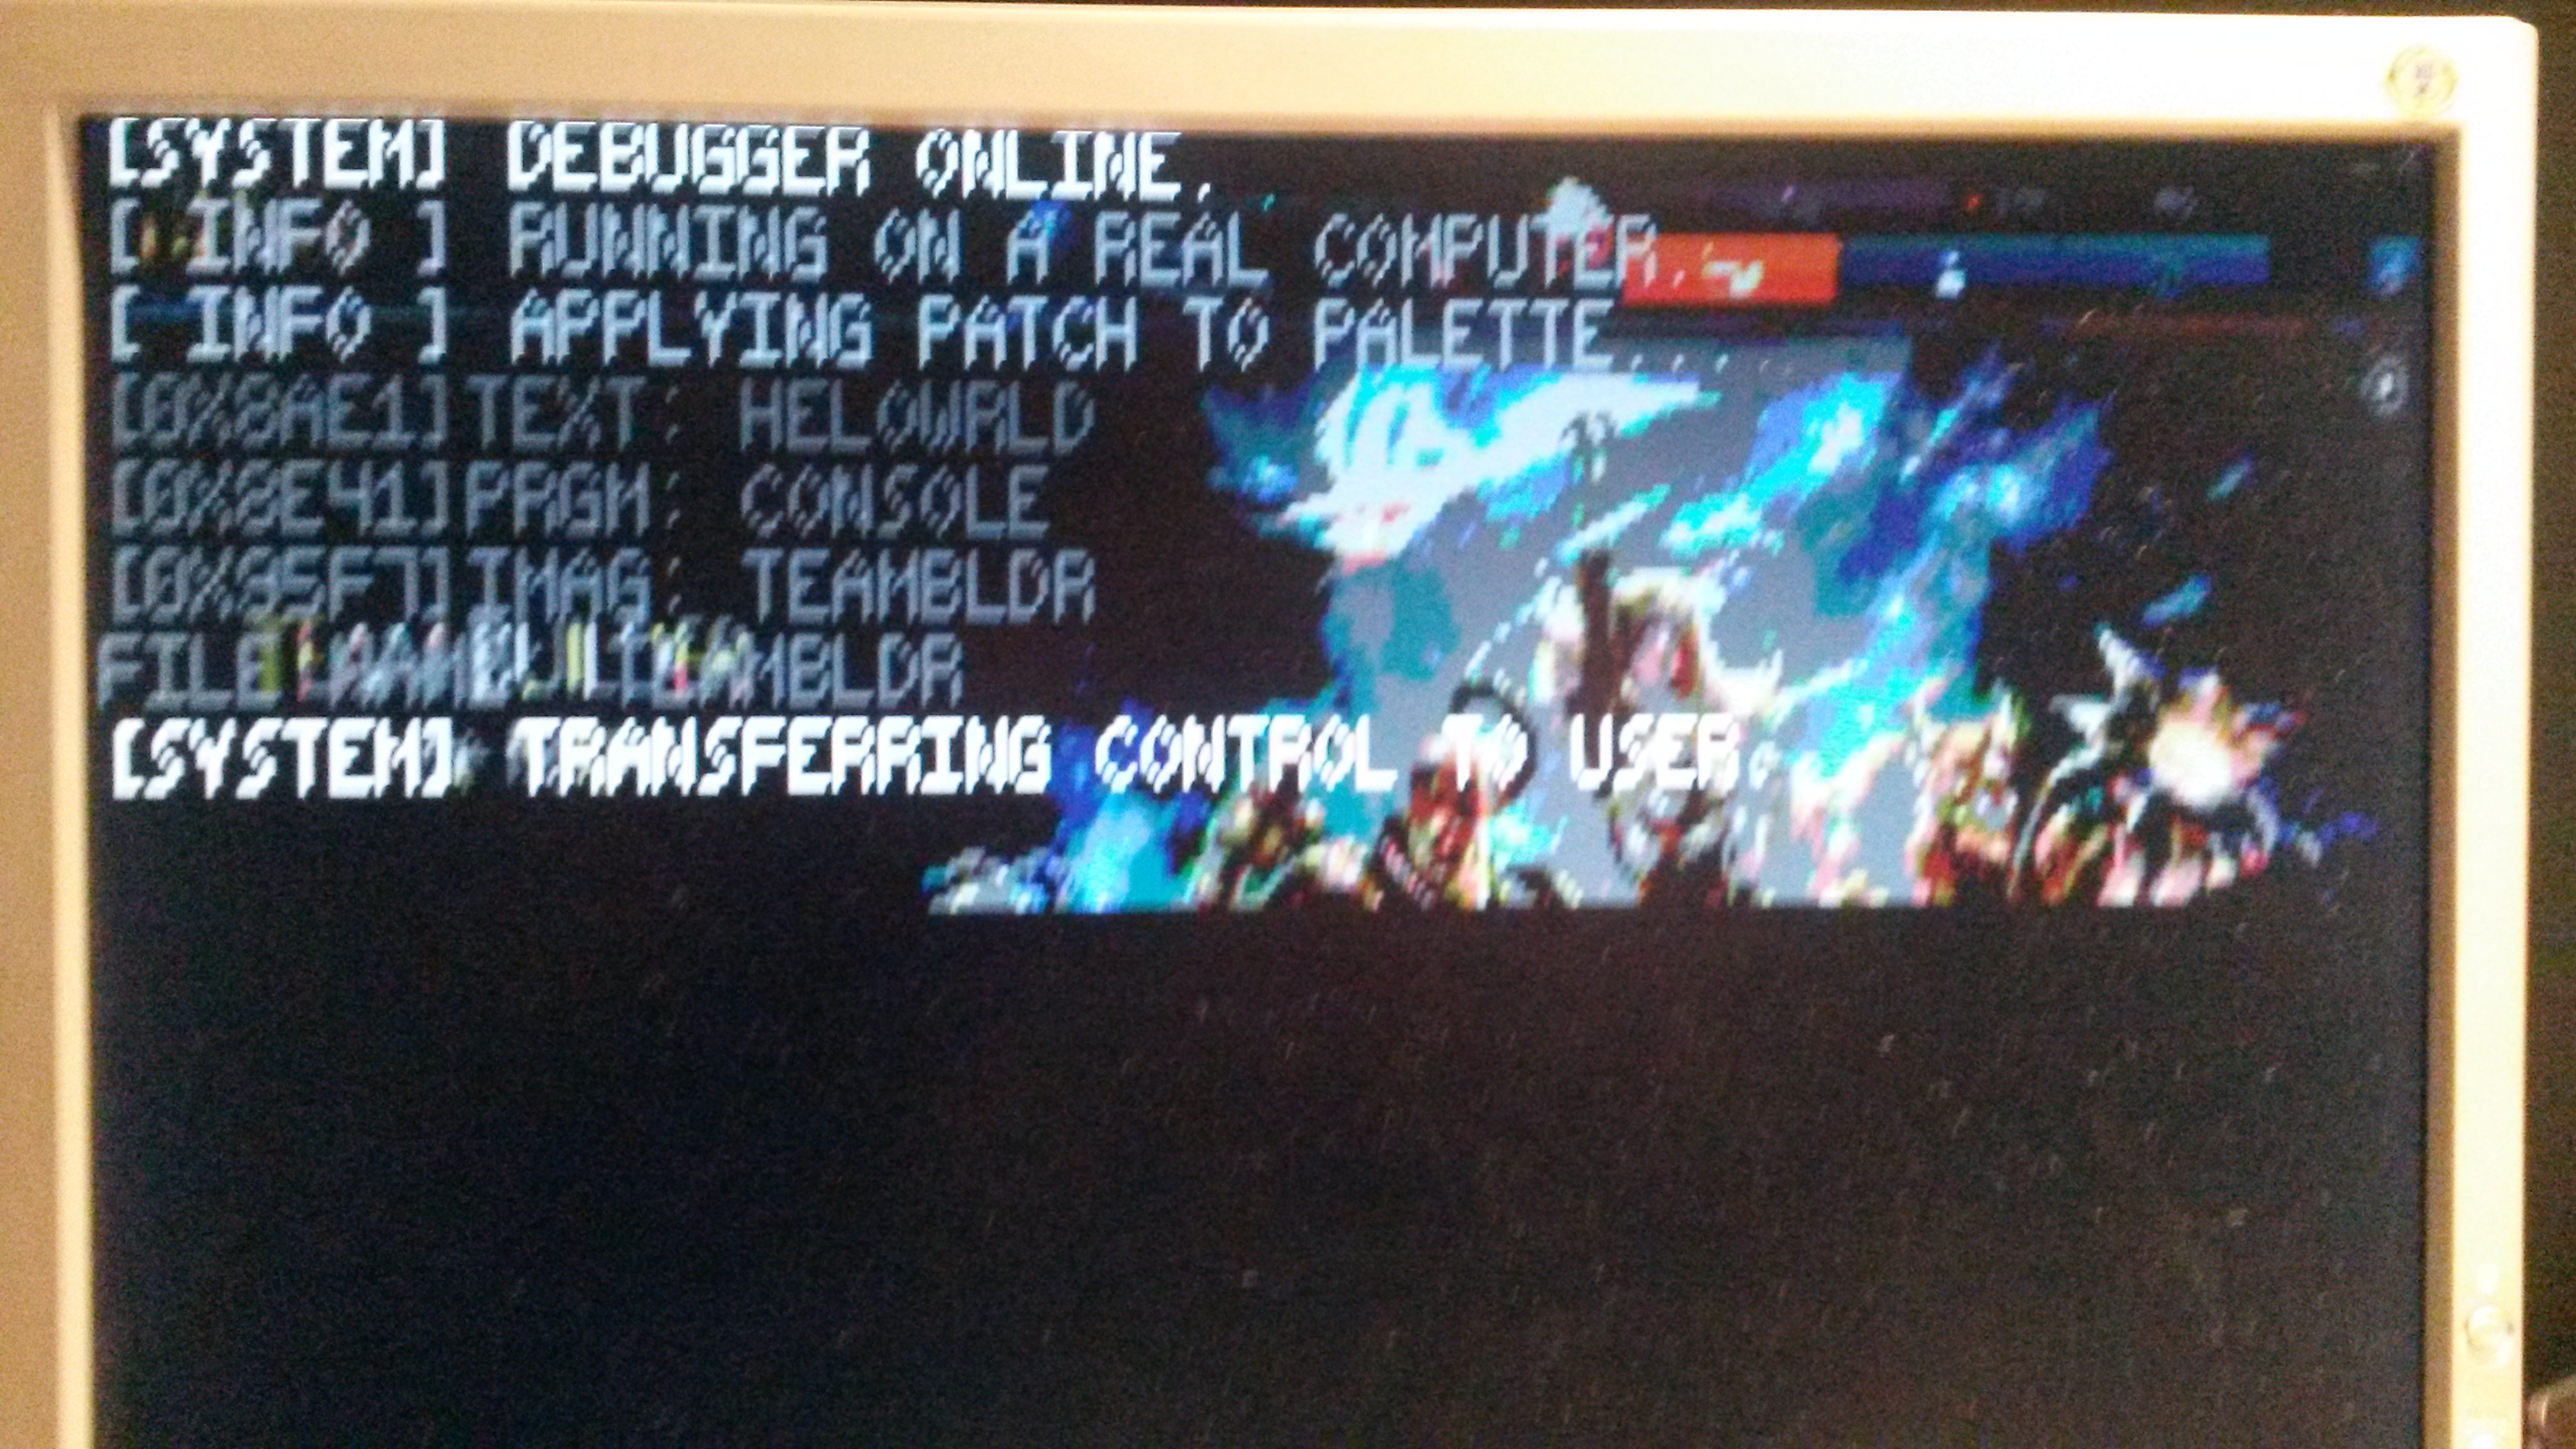 [SYSTEM] DEBUGGER ONLINE.
[ INFO ] RUNNING ON A REAL COMPUTER.
[ INFO ] APPLYING PATCH TO PALETTE...
[0X8AE1] TEXT: HELOWRLD
[0X8E41] PRGM: CONSOLE
[0X95F7] IMAG: TEAMBLDR
[SYSTEM] TRANSFERRING CONTROL TO USER.